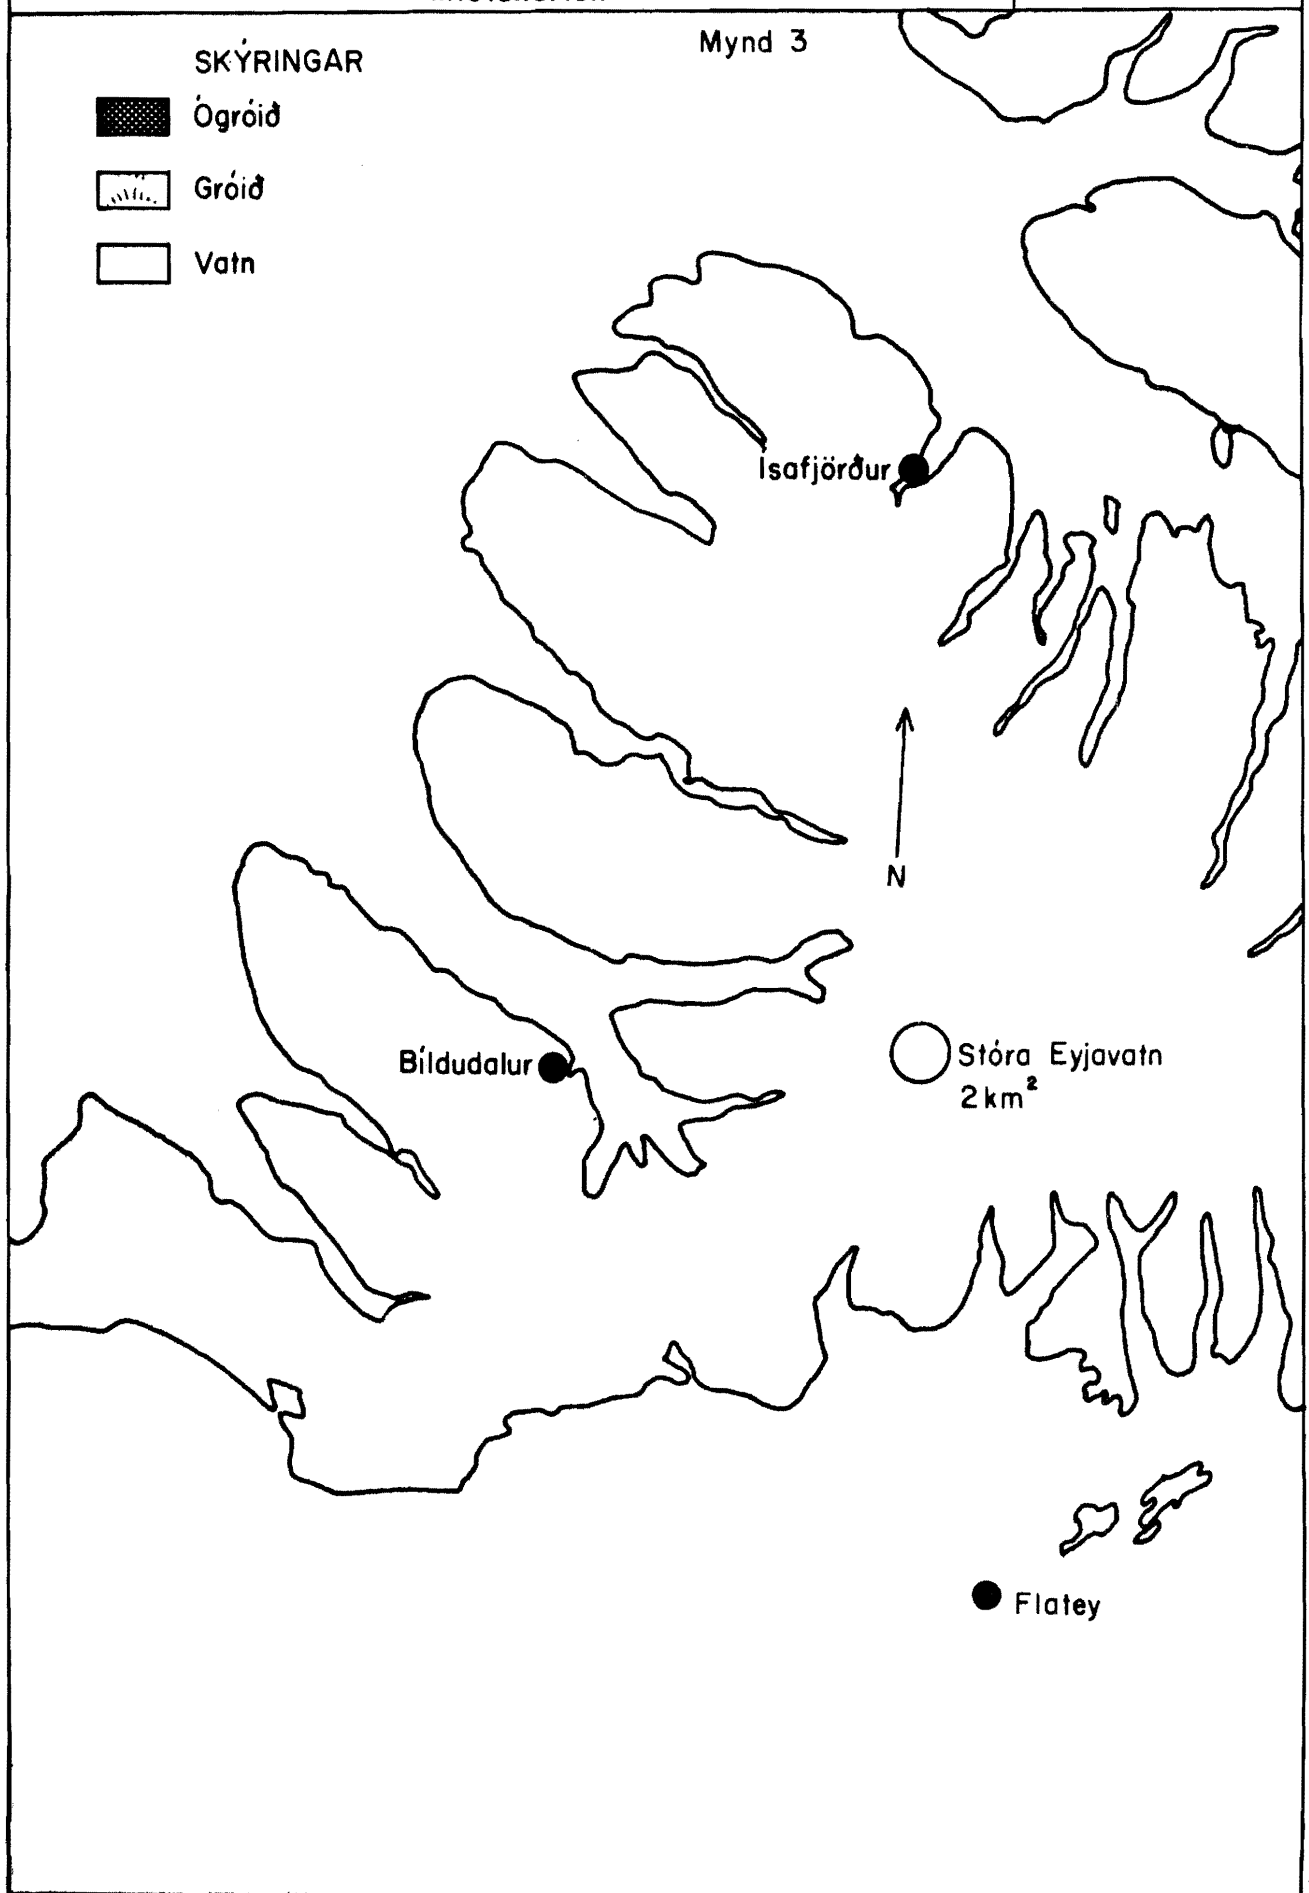 Mynd 3
SKÝRINGAR
Ógróið
Gróið
Vatn
Ísafjörður
N
Bíldudalur
Stóra Eyjavatn
2 km²
Flatey